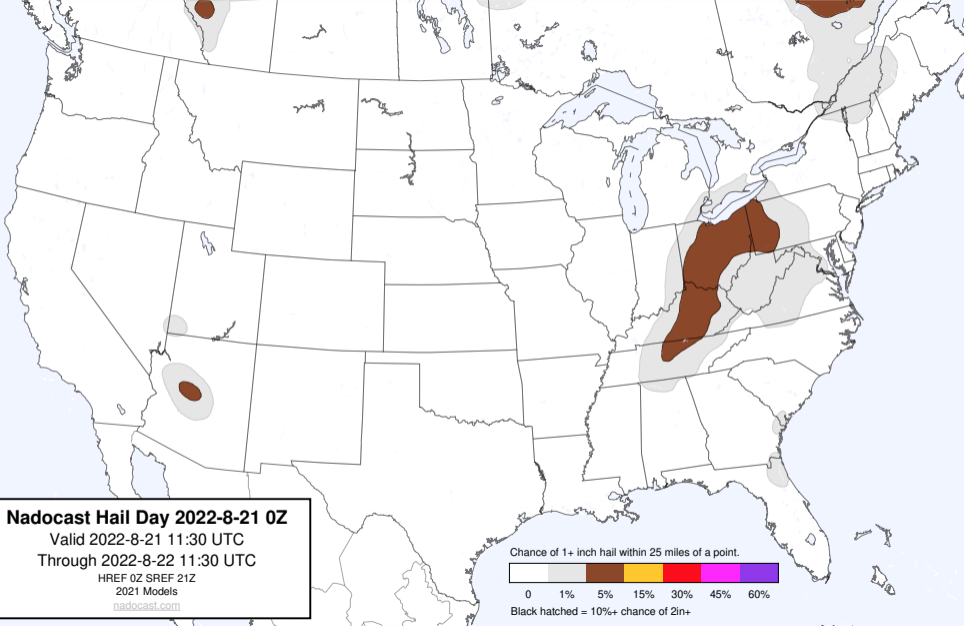 Nadocast Hail Day 2022-8-21 0Z
Valid 2022-8-21 11:30 UTC
Through 2022-8-22 11:30 UTC
HREF 0Z SREF 21Z
2021 Models
nadocast.com
Chance of 1+ inch hail within 25 miles of a point.
0 1% 5% 15% 30% 45% 60%
Black hatched = 10%+ chance of 2in+